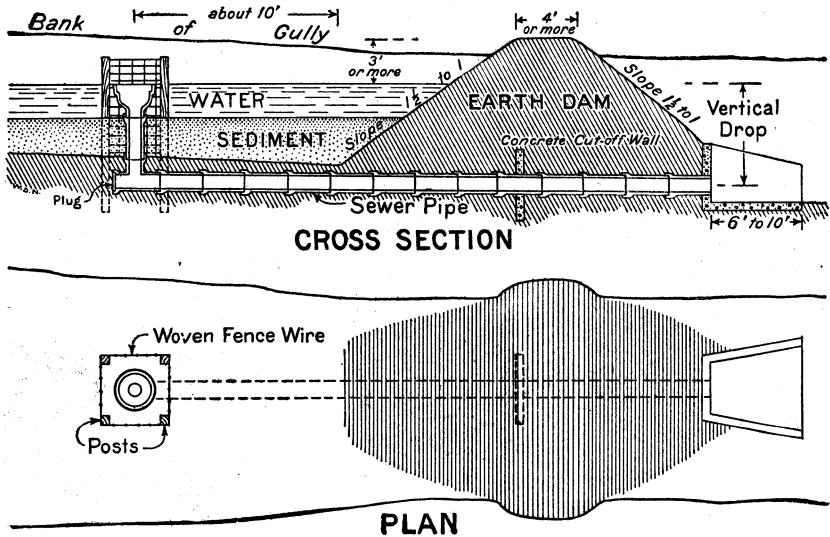 Bank of Gully
about 10'
4'
or more
3'
or more
Slope 1½ to 1
Slope 1½ to 1
WATER
EARTH DAM
Vertical
Drop
SEDIMENT
Concrete Cut-off Wall
Plug
Sewer Pipe
6' to 10'
CROSS SECTION
Woven Fence Wire
Posts
PLAN